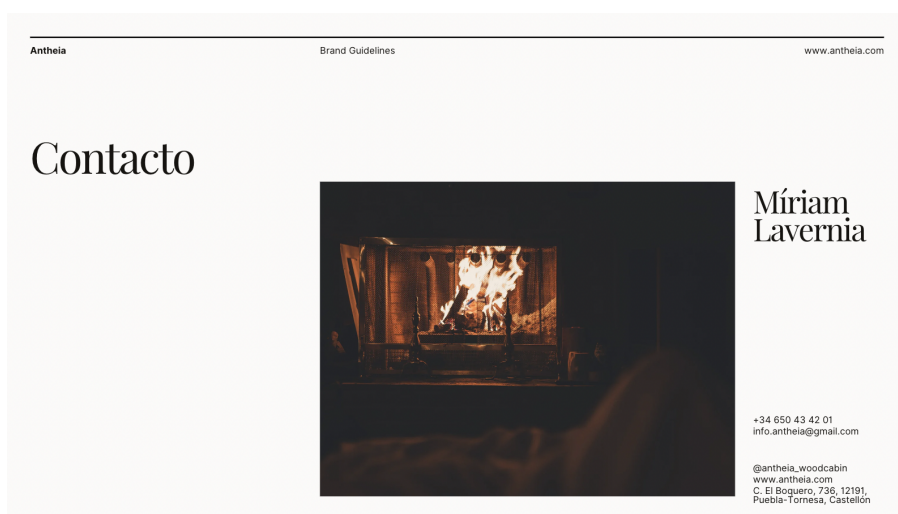 Antheia
Brand Guidelines
www.antheia.com
Contacto
Míriam
Lavernia
+34 650 43 42 01
info.antheia@gmail.com
@antheia_woodcabin
www.antheia.com
C. El Boquero, 736, 12191,
Puebla-Tornesa, Castellón